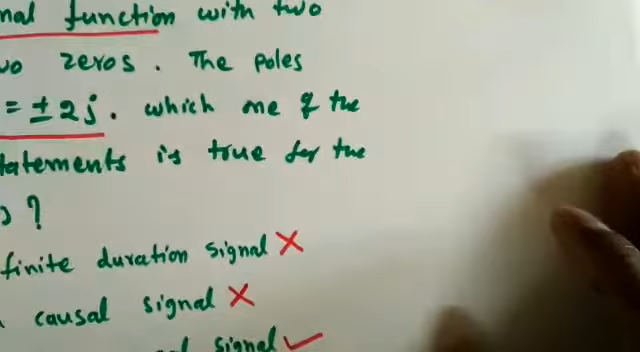 nal function with two
wo zeros. The poles
= ± 2j. which one of the
tatements is true for the
?
finite duration signal ×
causal signal ×
signal ✓